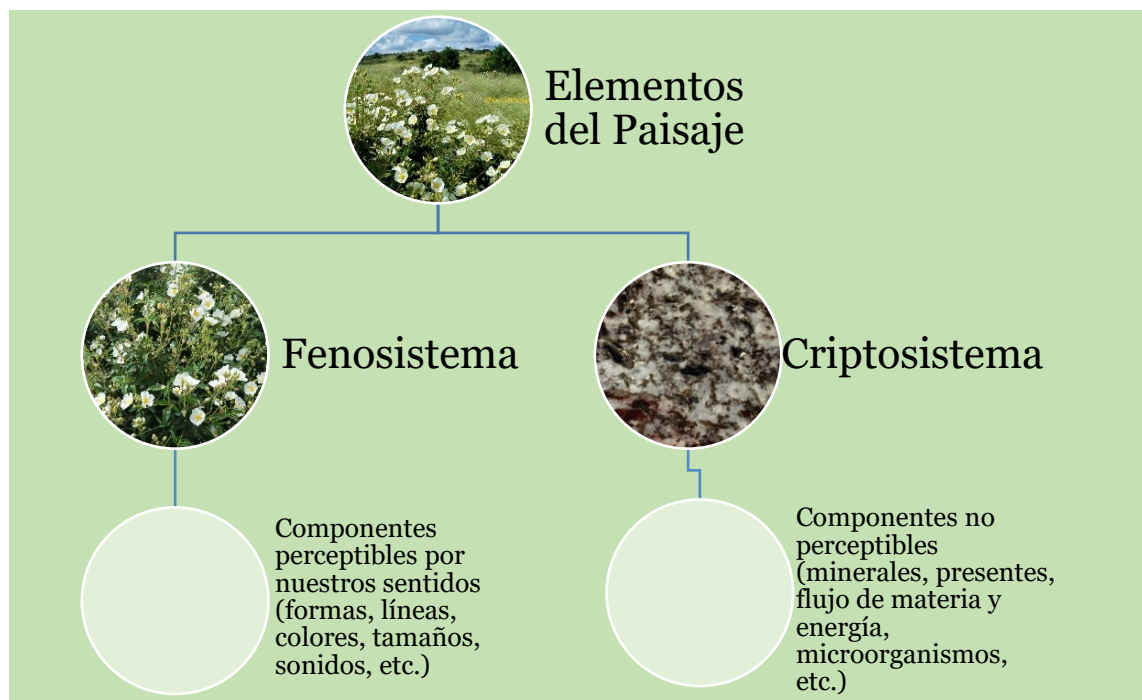 Elementos
del Paisaje
Fenosistema
Criptosistema
Componentes
perceptibles por
nuestros sentidos
(formas, líneas,
colores, tamaños,
sonidos, etc.)
Componentes no
perceptibles
(minerales, presentes,
flujo de materia y
energía,
microorganismos,
etc.)